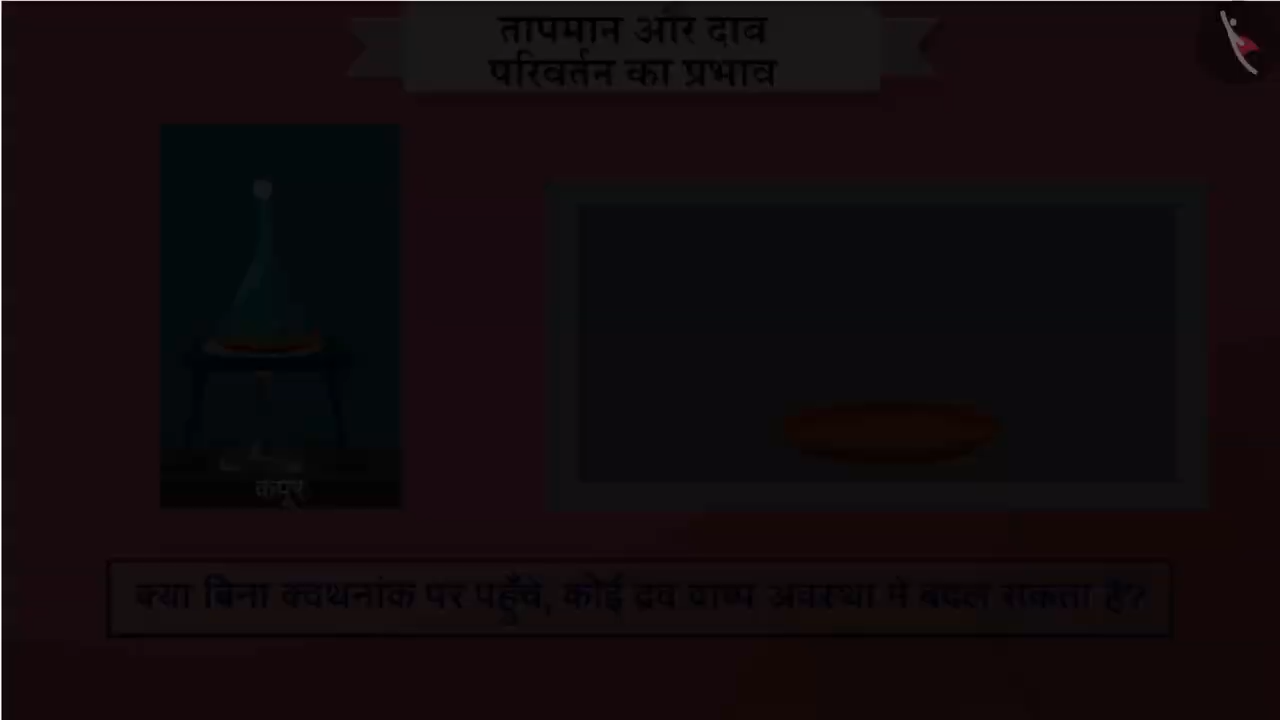 तापमान और दाब
परिवर्तन का प्रभाव
कपूर
क्या बिना क्वथनांक पर पहुँचे, कोई द्रव वाष्प अवस्था में बदल सकता है?